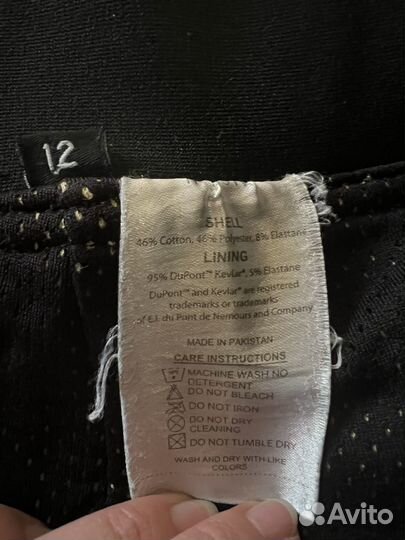 12
SHELL
46% Cotton, 46% Polyester, 8% Elastane
LINING
95% DuPont™ Kevlar®, 5% Elastane
DuPont™ and Kevlar® are registered
trademarks or trademarks
of E.I. du Pont de Nemours and Company
MADE IN PAKISTAN
CARE INSTRUCTIONS
MACHINE WASH NO
DETERGENT
DO NOT BLEACH
DO NOT IRON
DO NOT DRY
CLEANING
DO NOT TUMBLE DRY
WASH AND DRY WITH LIKE
COLORS
Avito